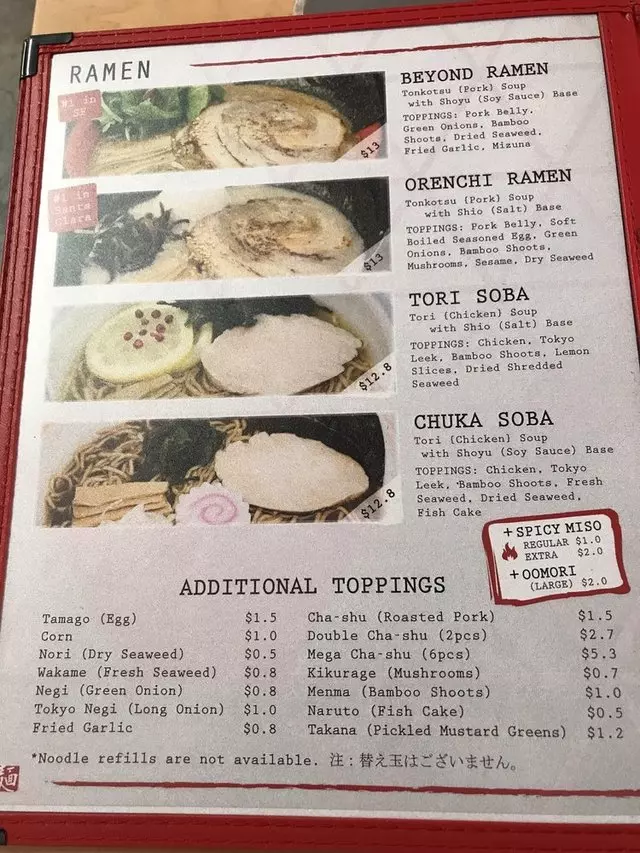 RAMEN
#1 in
SF
$13
BEYOND RAMEN
Tonkotsu (Pork) Soup
with Shoyu (Soy Sauce) Base
TOPPINGS: Pork Belly,
Green Onions, Bamboo
Shoots, Dried Seaweed,
Fried Garlic, Mizuna
#1 in
Santa
Clara
$13
ORENCHI RAMEN
Tonkotsu (Pork) Soup
with Shio (Salt) Base
TOPPINGS: Pork Belly, Soft
Boiled Seasoned Egg, Green
Onions, Bamboo Shoots,
Mushrooms, Sesame, Dry Seaweed
$12.8
TORI SOBA
Tori (Chicken) Soup
with Shio (Salt) Base
TOPPINGS: Chicken, Tokyo
Leek, Bamboo Shoots, Lemon
Slices, Dried Shredded
Seaweed
$12.8
CHUKA SOBA
Tori (Chicken) Soup
with Shoyu (Soy Sauce) Base
TOPPINGS: Chicken, Tokyo
Leek, Bamboo Shoots, Fresh
Seaweed, Dried Seaweed,
Fish Cake
+SPICY MISO
REGULAR $1.0
EXTRA $2.0
+OOMORI
(LARGE) $2.0
ADDITIONAL TOPPINGS
Tamago (Egg) $1.5
Corn $1.0
Nori (Dry Seaweed) $0.5
Wakame (Fresh Seaweed) $0.8
Negi (Green Onion) $0.8
Tokyo Negi (Long Onion) $1.0
Fried Garlic $0.8
Cha-shu (Roasted Pork) $1.5
Double Cha-shu (2pcs) $2.7
Mega Cha-shu (6pcs) $5.3
Kikurage (Mushrooms) $0.7
Menma (Bamboo Shoots) $1.0
Naruto (Fish Cake) $0.5
Takana (Pickled Mustard Greens) $1.2
*Noodle refills are not available. 注：替え玉はございません。
麺